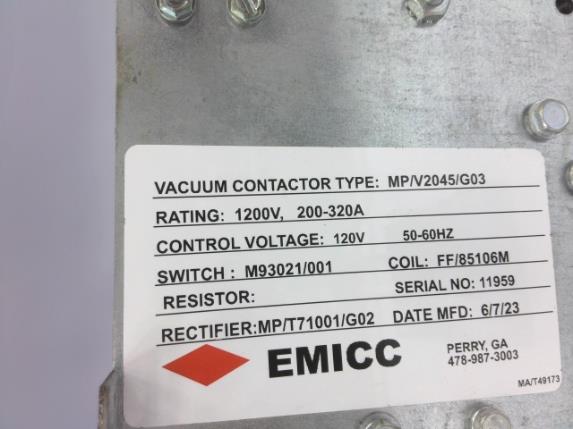 VACUUM CONTACTOR TYPE: MP/V2045/G03
RATING: 1200V, 200-320A
CONTROL VOLTAGE: 120V 50-60HZ
SWITCH : M93021/001 COIL: FF/85106M
RESISTOR: SERIAL NO: 11959
RECTIFIER:MP/T71001/G02 DATE MFD: 6/7/23
EMICC PERRY, GA
478-987-3003
MA/T49173